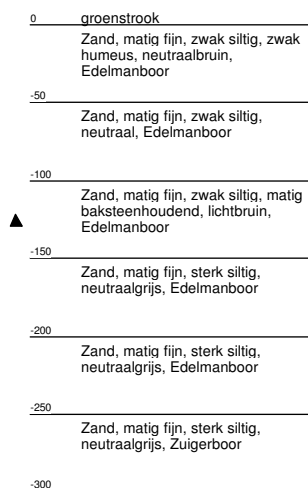 0 groenstrook
Zand, matig fijn, zwak siltig, zwak
humeus, neutraalbruin,
Edelmanboor
-50
Zand, matig fijn, zwak siltig,
neutraal, Edelmanboor
-100
Zand, matig fijn, zwak siltig, matig
baksteenhoudend, lichtbruin,
Edelmanboor
-150
Zand, matig fijn, sterk siltig,
neutraalgrijs, Edelmanboor
-200
Zand, matig fijn, sterk siltig,
neutraalgrijs, Edelmanboor
-250
Zand, matig fijn, sterk siltig,
neutraalgrijs, Zuigerboor
-300